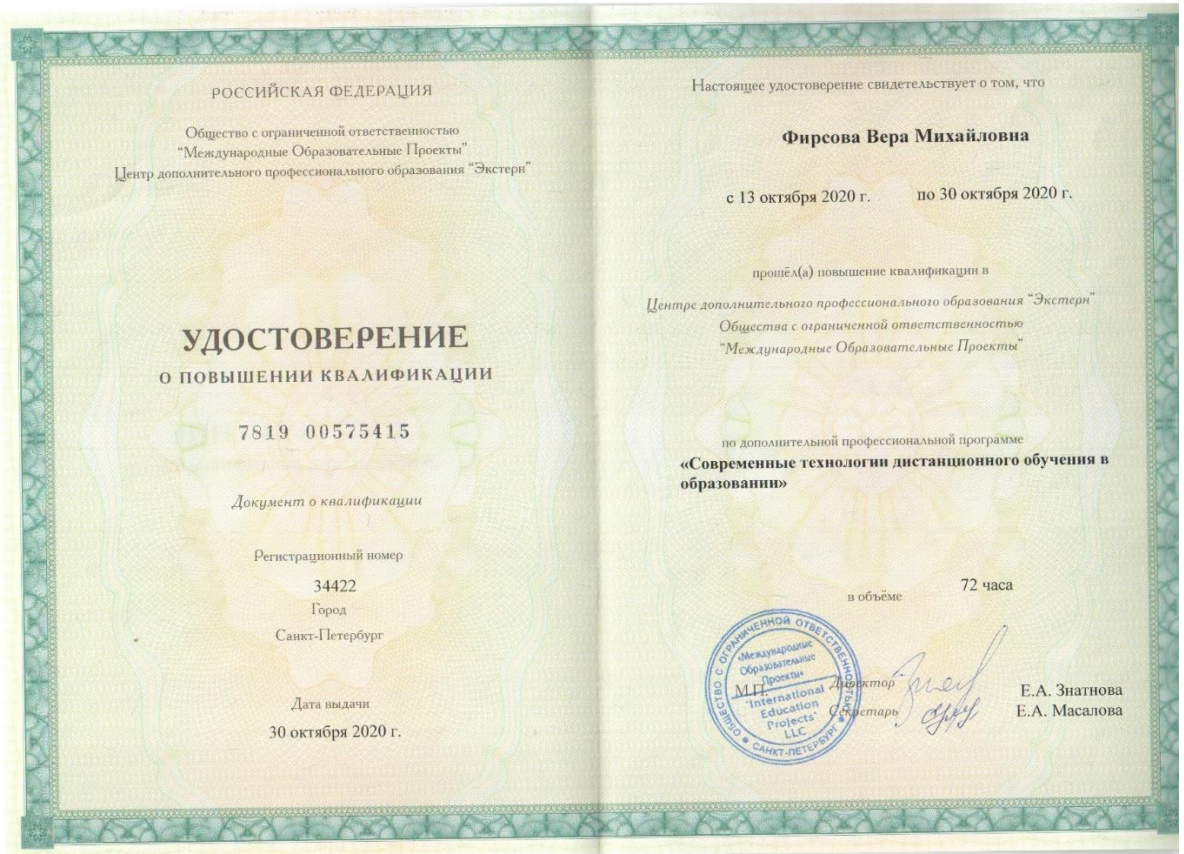 РОССИЙСКАЯ ФЕДЕРАЦИЯ
Общество с ограниченной ответственностью
“Международные Образовательные Проекты”
Центр дополнительного профессионального образования “Экстерн”
УДОСТОВЕРЕНИЕ
О ПОВЫШЕНИИ КВАЛИФИКАЦИИ
7819 00575415
Документ о квалификации
Регистрационный номер
34422
Город
Санкт-Петербург
Дата выдачи
30 октября 2020 г.
Настоящее удостоверение свидетельствует о том, что
Фирсова Вера Михайловна
с 13 октября 2020 г. по 30 октября 2020 г.
прошёл(а) повышение квалификации в
Центре дополнительного профессионального образования “Экстерн”
Общества с ограниченной ответственностью
“Международные Образовательные Проекты”
по дополнительной профессиональной программе
«Современные технологии дистанционного обучения в
образовании»
в объёме 72 часа
М.П.
Директор Е.А. Знатнова
Секретарь Е.А. Масалова
ОБЩЕСТВО С ОГРАНИЧЕННОЙ ОТВЕТСТВЕННОСТЬЮ
САНКТ-ПЕТЕРБУРГ
«Международные
Образовательные
Проекты»
"International
Education
Projects"
LLC